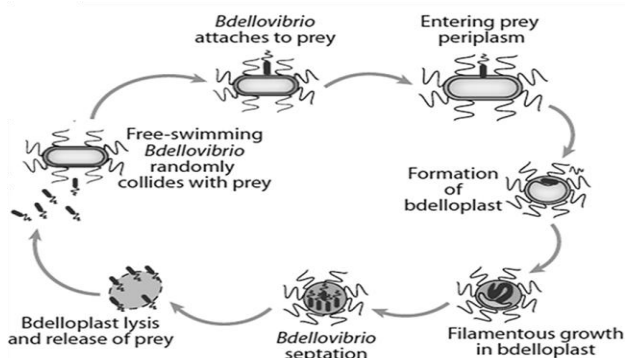 Bdellovibrio
attaches to prey
Entering prey
periplasm
Free-swimming
Bdellovibrio
randomly
collides with prey
Formation
of
bdelloplast
Bdelloplast lysis
and release of prey
Bdellovibrio
septation
Filamentous growth
in bdelloplast